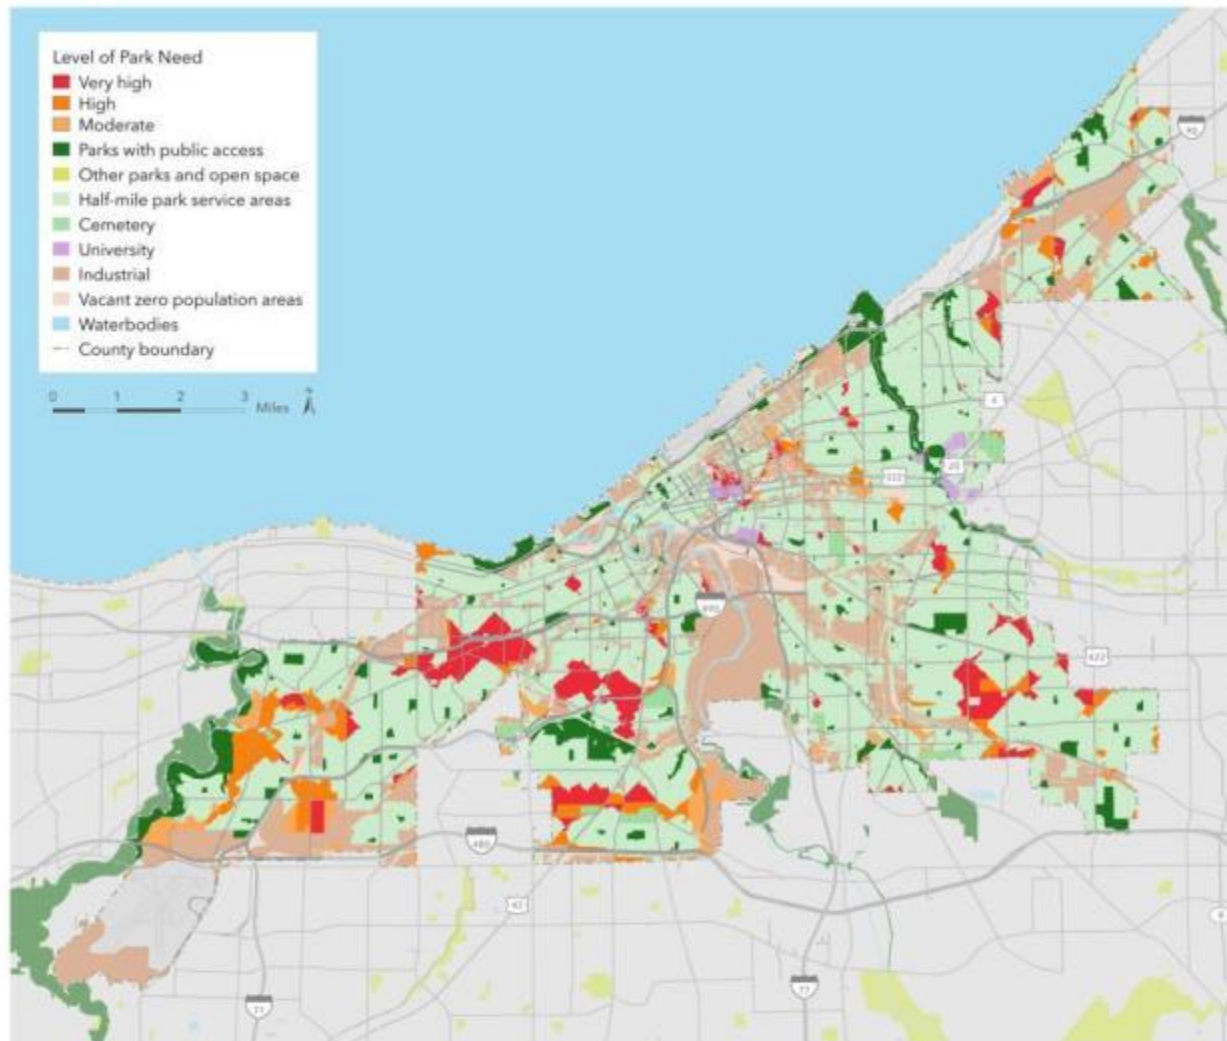 Level of Park Need
Very high
High
Moderate
Parks with public access
Other parks and open space
Half-mile park service areas
Cemetery
University
Industrial
Vacant zero population areas
Waterbodies
County boundary
0 1 2 3 Miles
90
6
20
322
490
422
480
42
71
77